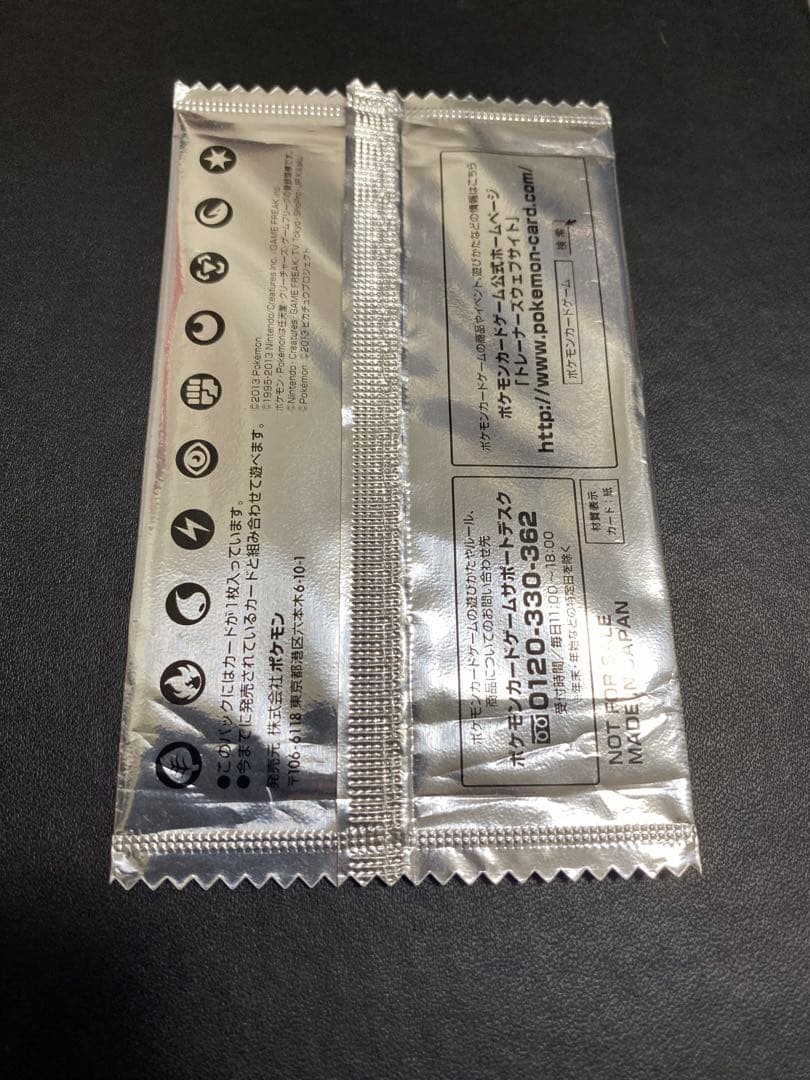 ●このパックにはカードが1枚入っています。
●今までに発売されているカードと組み合わせて遊べます。
発売元 株式会社ポケモン
〒106-6118 東京都港区六本木6-10-1
©2013 Pokémon
©1995-2013 Nintendo/Creatures Inc./GAME FREAK inc.
ポケモン・Pokémonは任天堂・クリーチャーズ・ゲームフリークの登録商標です。
©Nintendo・Creatures・GAME FREAK・TV Tokyo・ShoPro・JR Kikaku
©Pokémon ©2013 ピカチュウプロジェクト
ポケモンカードゲームの遊びかたやルール、
商品についてのお問い合わせ先
ポケモンカードゲームサポートデスク
0120-330-362
受付時間/毎日11:00~18:00
※年末・年始などの特定日を除く
ポケモンカードゲームの商品やイベント、遊びかたなどの情報はこちら
ポケモンカードゲーム公式ホームページ
「トレーナーズウェブサイト」
http://www.pokemon-card.com/
ポケモンカードゲーム 検索
材質表示
カード:紙
NOT FOR SALE
MADE IN JAPAN